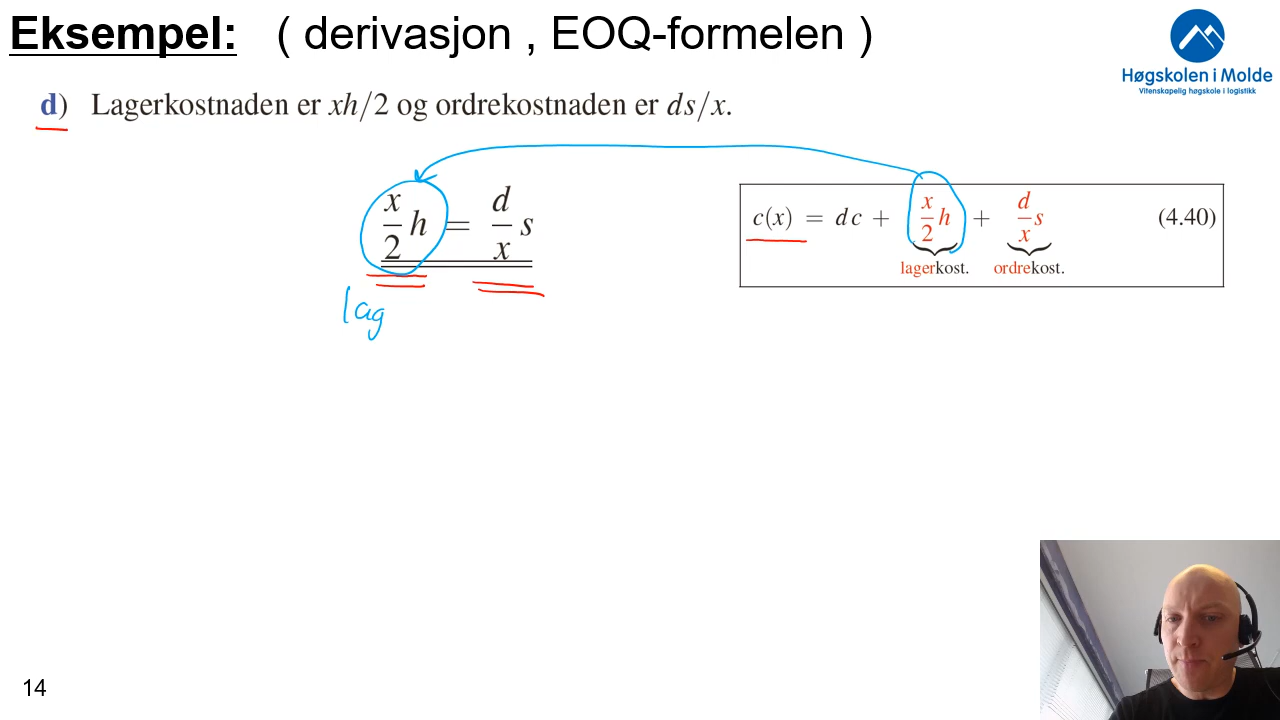 Eksempel: ( derivasjon , EOQ-formelen )
Høgskolen i Molde
Vitenskapelig høgskole i logistikk
d) Lagerkostnaden er xh/2 og ordrekostnaden er ds/x.
x/2 h = d/x s
c(x) = dc + x/2 h + d/x s (4.40)
lagerkost. ordrekost.
lag
14